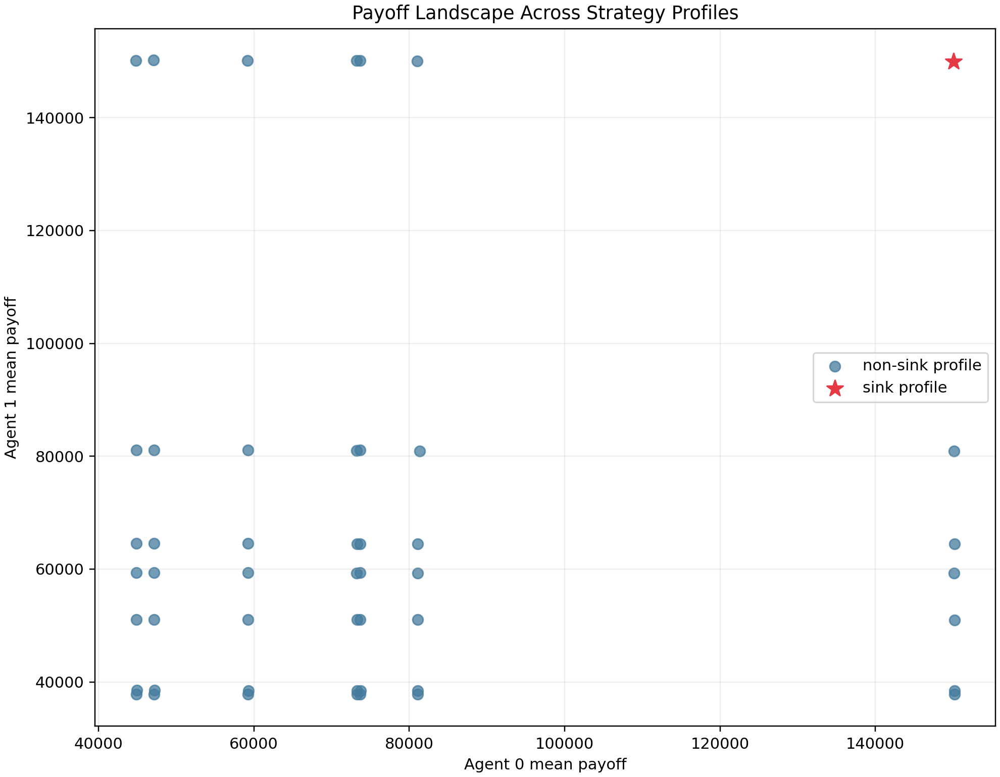 Payoff Landscape Across Strategy Profiles
Agent 1 mean payoff
140000
120000
100000
80000
60000
40000
non-sink profile
sink profile
40000 60000 80000 100000 120000 140000
Agent 0 mean payoff